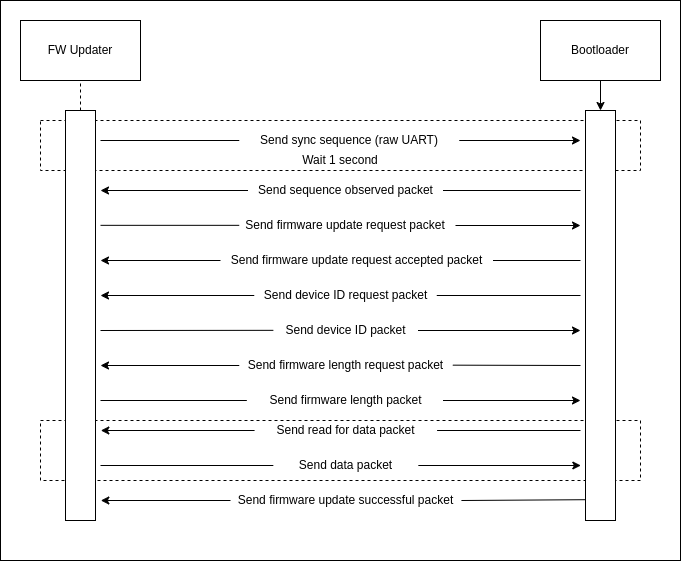 FW Updater
Bootloader
Send sync sequence (raw UART)
Wait 1 second
Send sequence observed packet
Send firmware update request packet
Send firmware update request accepted packet
Send device ID request packet
Send device ID packet
Send firmware length request packet
Send firmware length packet
Send read for data packet
Send data packet
Send firmware update successful packet